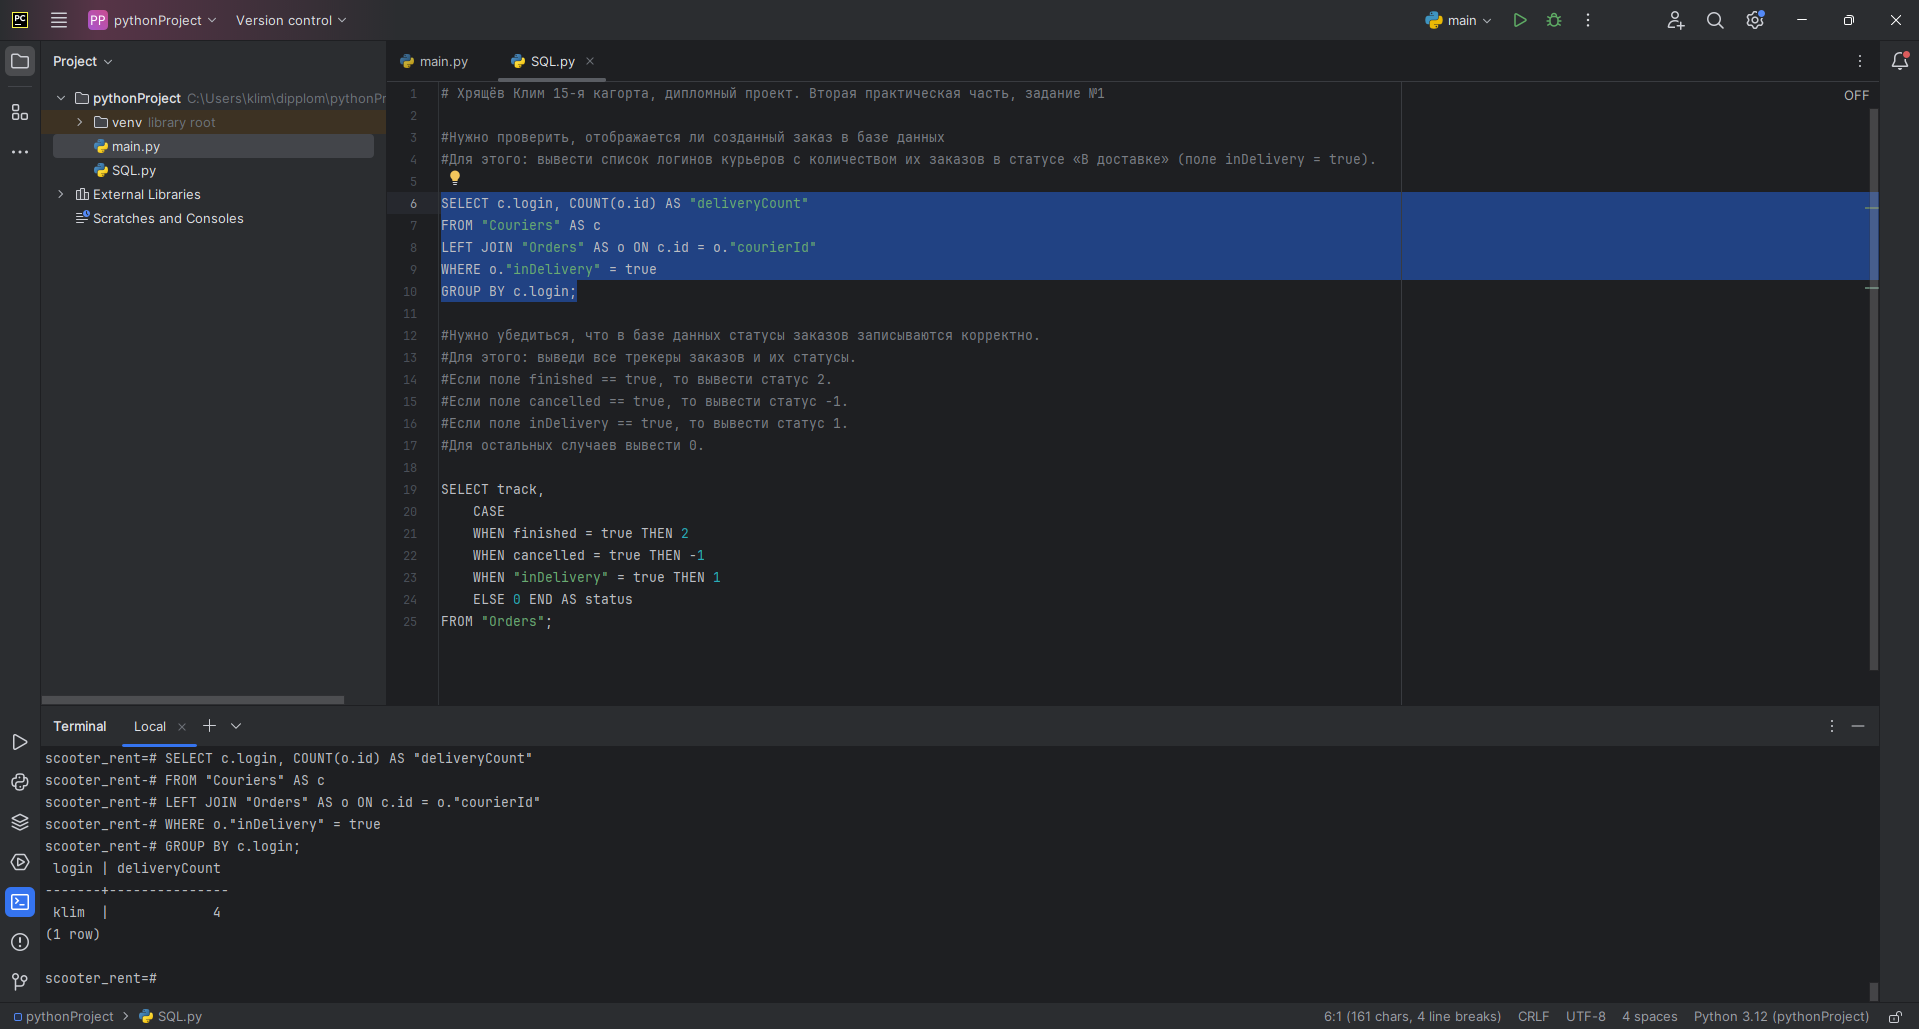 PC
PP pythonProject Version control main
Project
main.py SQL.py
pythonProject C:\Users\klim\dipplom\pythonPr
venv library root
main.py
SQL.py
External Libraries
Scratches and Consoles
OFF
1 # Хрящёв Клим 15-я кагорта, дипломный проект. Вторая практическая часть, задание №1
2
3 #Нужно проверить, отображается ли созданный заказ в базе данных
4 #Для этого: вывести список логинов курьеров с количеством их заказов в статусе «В доставке» (поле inDelivery = true).
5
6 SELECT c.login, COUNT(o.id) AS "deliveryCount"
7 FROM "Couriers" AS c
8 LEFT JOIN "Orders" AS o ON c.id = o."courierId"
9 WHERE o."inDelivery" = true
10 GROUP BY c.login;
11
12 #Нужно убедиться, что в базе данных статусы заказов записываются корректно.
13 #Для этого: выведи все трекеры заказов и их статусы.
14 #Если поле finished == true, то вывести статус 2.
15 #Если поле cancelled == true, то вывести статус -1.
16 #Если поле inDelivery == true, то вывести статус 1.
17 #Для остальных случаев вывести 0.
18
19 SELECT track,
20 CASE
21 WHEN finished = true THEN 2
22 WHEN cancelled = true THEN -1
23 WHEN "inDelivery" = true THEN 1
24 ELSE 0 END AS status
25 FROM "Orders";
Terminal Local
scooter_rent=# SELECT c.login, COUNT(o.id) AS "deliveryCount"
scooter_rent-# FROM "Couriers" AS c
scooter_rent-# LEFT JOIN "Orders" AS o ON c.id = o."courierId"
scooter_rent-# WHERE o."inDelivery" = true
scooter_rent-# GROUP BY c.login;
login | deliveryCount
-------+---------------
klim | 4
(1 row)
scooter_rent=#
pythonProject > SQL.py 6:1 (161 chars, 4 line breaks) CRLF UTF-8 4 spaces Python 3.12 (pythonProject)